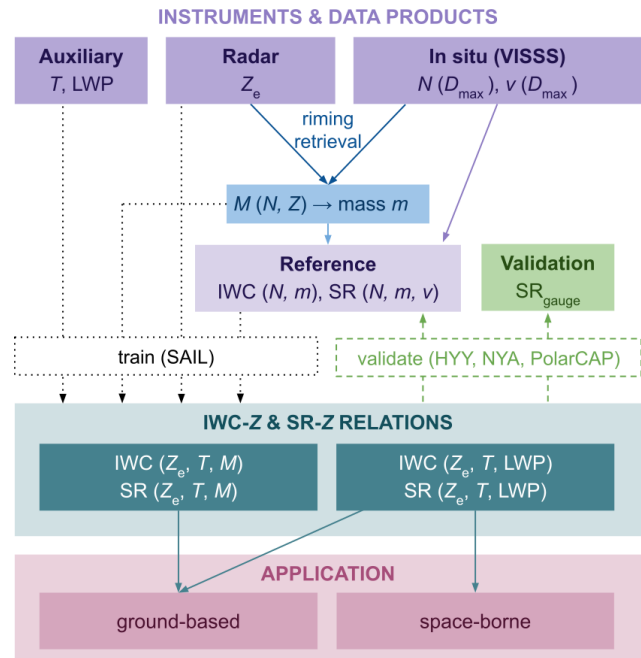 INSTRUMENTS & DATA PRODUCTS
Auxiliary
T, LWP
Radar
Ze
In situ (VISSS)
N (Dmax), v (Dmax)
riming
retrieval
M (N, Z) → mass m
Reference
IWC (N, m), SR (N, m, v)
Validation
SRgauge
train (SAIL)
validate (HYY, NYA, PolarCAP)
IWC-Z & SR-Z RELATIONS
IWC (Ze, T, M)
SR (Ze, T, M)
IWC (Ze, T, LWP)
SR (Ze, T, LWP)
APPLICATION
ground-based
space-borne